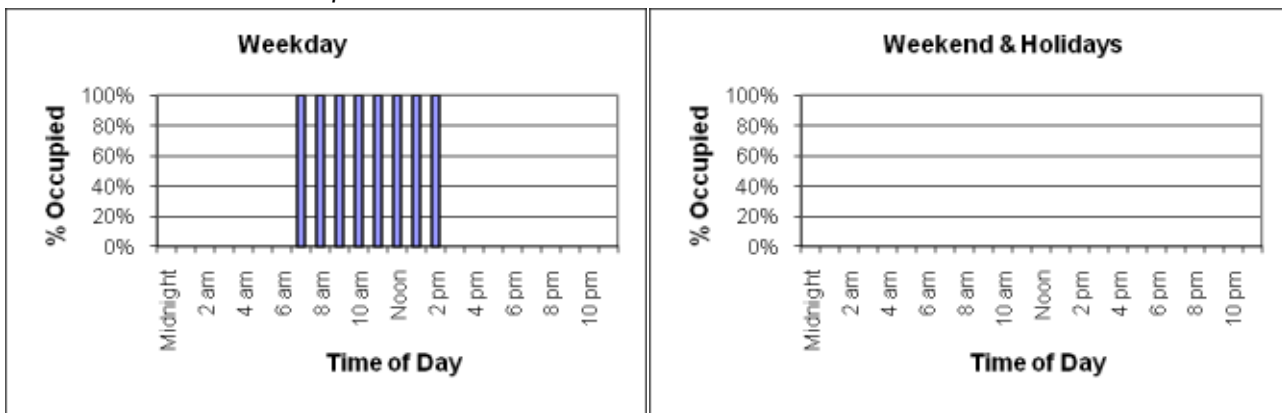 Weekday
% Occupied
100%
80%
60%
40%
20%
0%
Midnight
2 am
4 am
6 am
8 am
10 am
Noon
2 pm
4 pm
6 pm
8 pm
10 pm
Time of Day
Weekend & Holidays
% Occupied
100%
80%
60%
40%
20%
0%
Midnight
2 am
4 am
6 am
8 am
10 am
Noon
2 pm
4 pm
6 pm
8 pm
10 pm
Time of Day